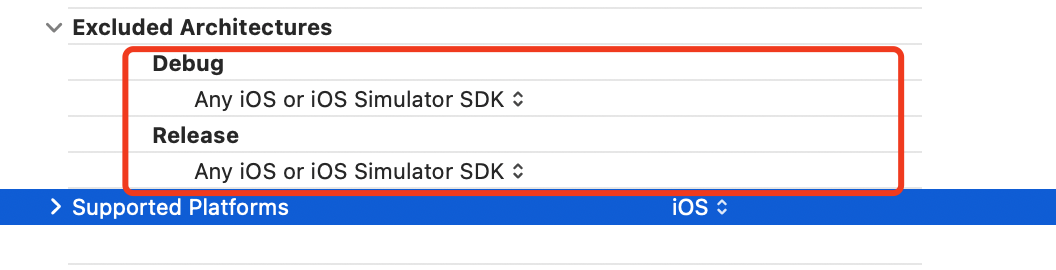 Excluded Architectures
Debug
Any iOS or iOS Simulator SDK
Release
Any iOS or iOS Simulator SDK
Supported Platforms iOS